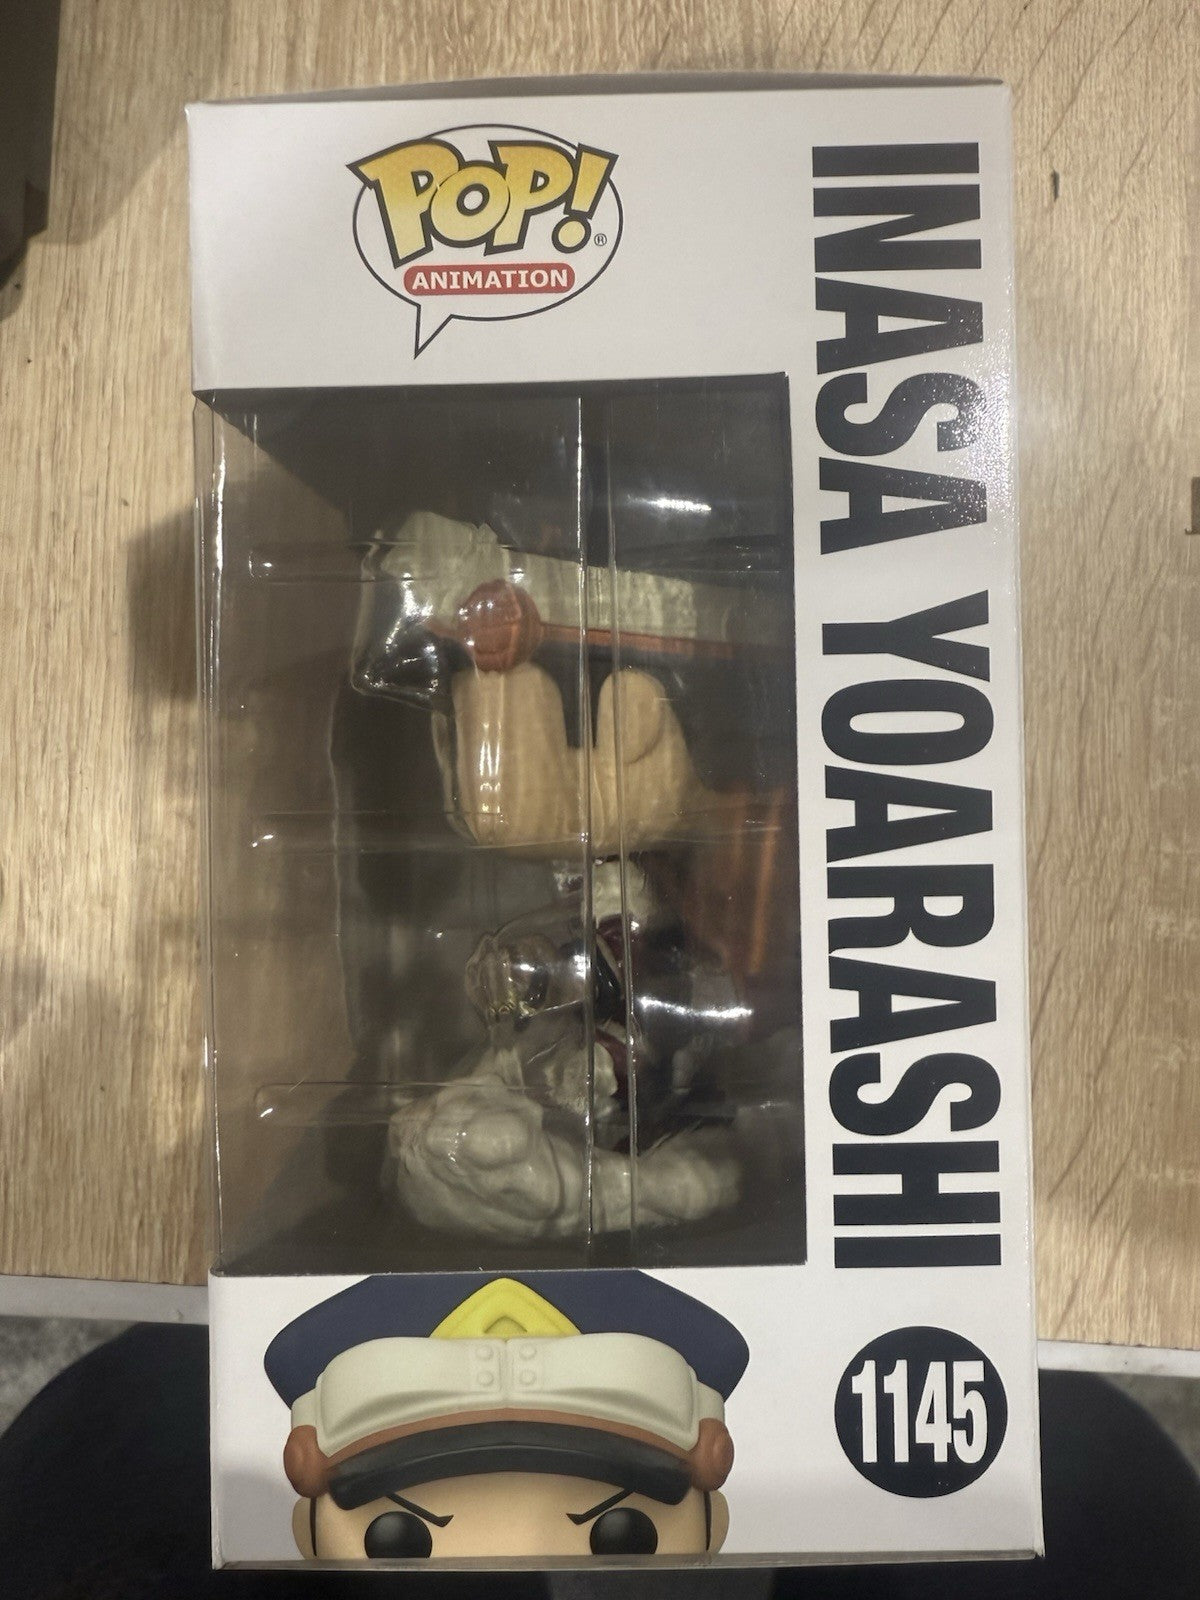 POP!®
ANIMATION
INASA YOARASHI
1145